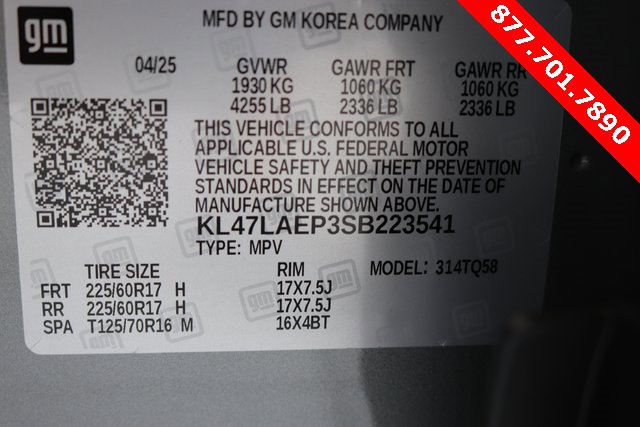 gm
MFD BY GM KOREA COMPANY
877.701.7890
04/25 GVWR GAWR FRT GAWR RR
1930 KG 1060 KG 1060 KG
4255 LB 2336 LB 2336 LB
THIS VEHICLE CONFORMS TO ALL
APPLICABLE U.S. FEDERAL MOTOR
VEHICLE SAFETY AND THEFT PREVENTION
STANDARDS IN EFFECT ON THE DATE OF
MANUFACTURE SHOWN ABOVE.
KL47LAEP3SB223541
TYPE: MPV
TIRE SIZE RIM MODEL: 314TQ58
FRT 225/60R17 H 17X7.5J
RR 225/60R17 H 17X7.5J
SPA T125/70R16 M 16X4BT